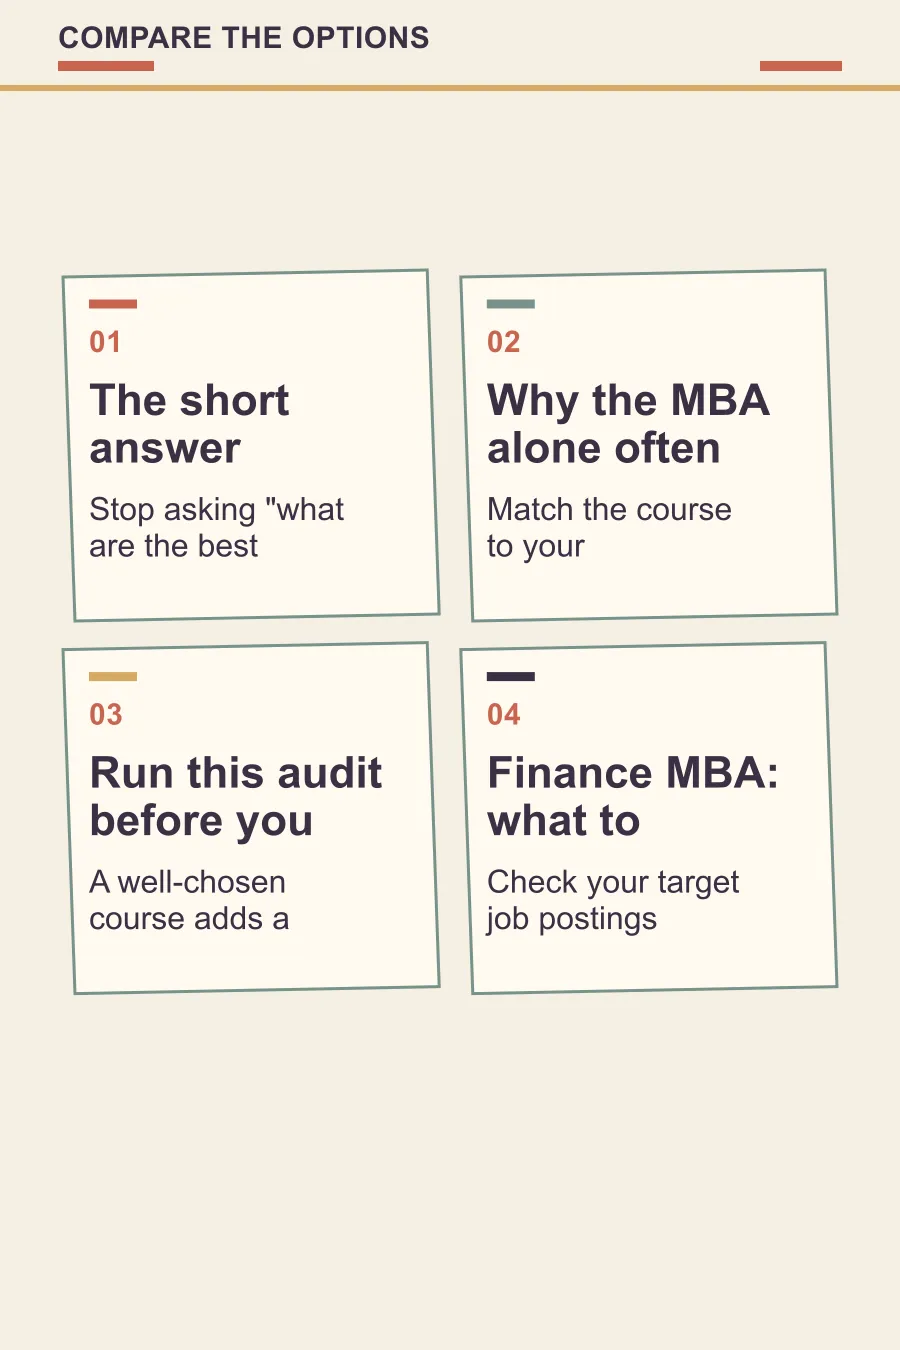 COMPARE THE OPTIONS
01
The short
answer
Stop asking "what
are the best
02
Why the MBA
alone often
Match the course
to your
03
Run this audit
before you
A well-chosen
course adds a
04
Finance MBA:
what to
Check your target
job postings